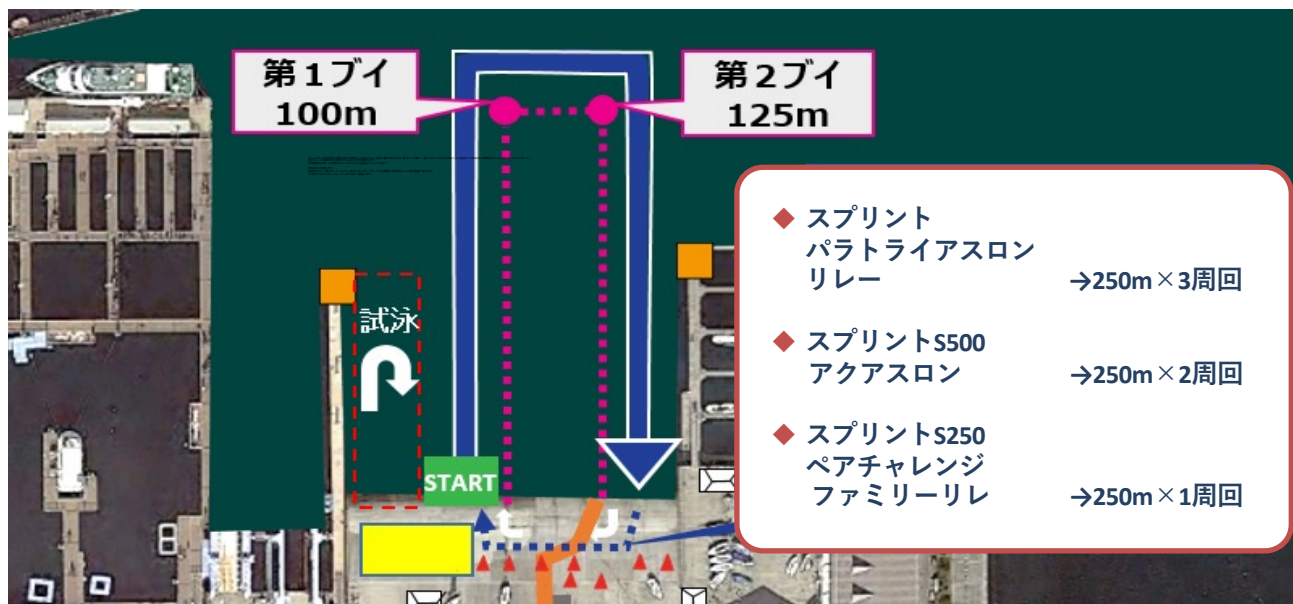 第1ブイ
100m
第2ブイ
125m
試泳
START
スプリント
パラトライアスロン
リレー →250m×3周回
スプリントS500
アクアスロン →250m×2周回
スプリントS250
ペアチャレンジ
ファミリーリレ →250m×1周回